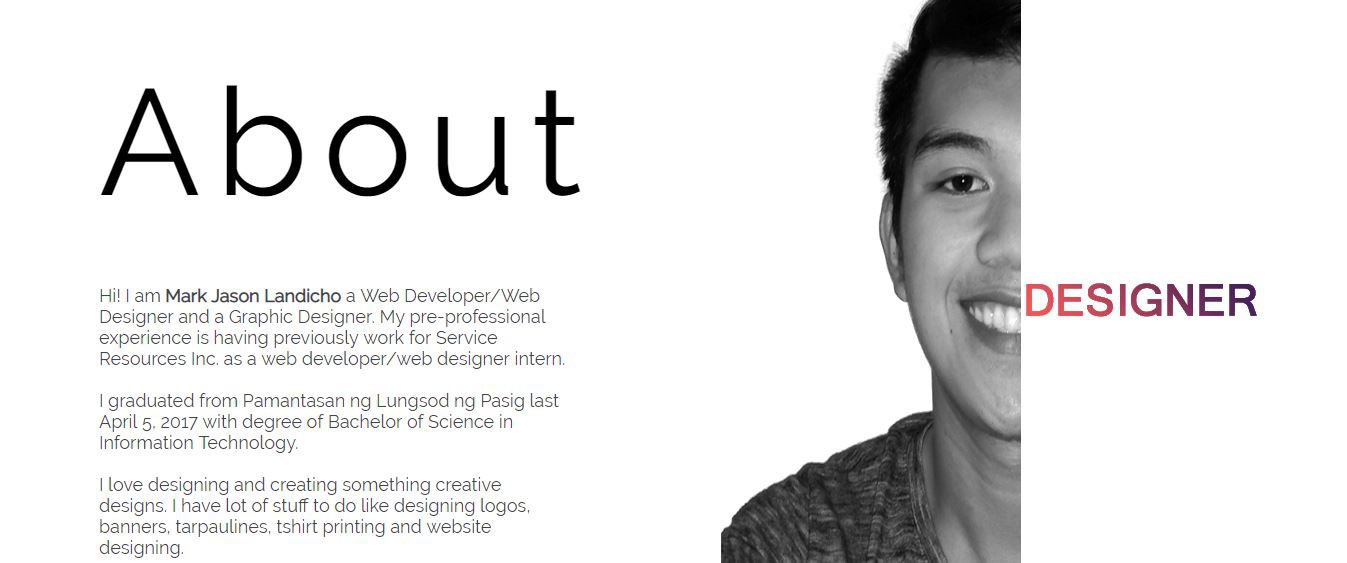 About
Hi! I am Mark Jason Landicho a Web Developer/Web
Designer and a Graphic Designer. My pre-professional
experience is having previously work for Service
Resources Inc. as a web developer/web designer intern.
I graduated from Pamantasan ng Lungsod ng Pasig last
April 5, 2017 with degree of Bachelor of Science in
Information Technology.
I love designing and creating something creative
designs. I have lot of stuff to do like designing logos,
banners, tarpaulines, tshirt printing and website
designing.
DESIGNER